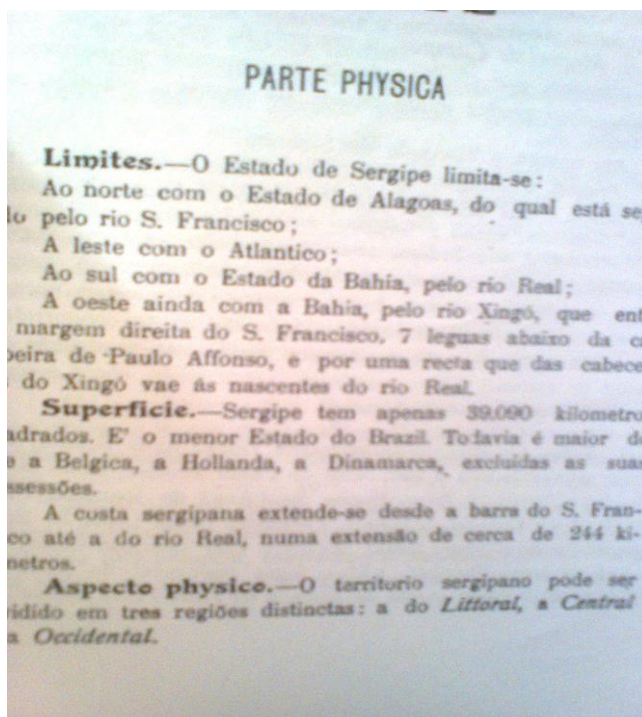 PARTE PHYSICA
Limites.—O Estado de Sergipe limita-se:
Ao norte com o Estado de Alagoas, do qual está se
do pelo rio S. Francisco;
A leste com o Atlantico;
Ao sul com o Estado da Bahia, pelo rio Real;
A oeste ainda com a Bahia, pelo rio Xingó, que ent
margem direita do S. Francisco, 7 leguas abaixo da c
oeira de Paulo Affonso, e por uma recta que das cabece
s do Xingó vae ás nascentes do rio Real.
Superficie.—Sergipe tem apenas 39.090 kilometro
adrados. E' o menor Estado do Brazil. Todavia é maior do
e a Belgica, a Hollanda, a Dinamarca, excluidas as suas
ssessões.
A costa sergipana extende-se desde a barra do S. Fran-
co até a do rio Real, numa extensão de cerca de 244 ki-
metros.
Aspecto physico.—O territorio sergipano pode ser
vidido em tres regiões distinctas: a do Littoral, a Central
a Occidental.